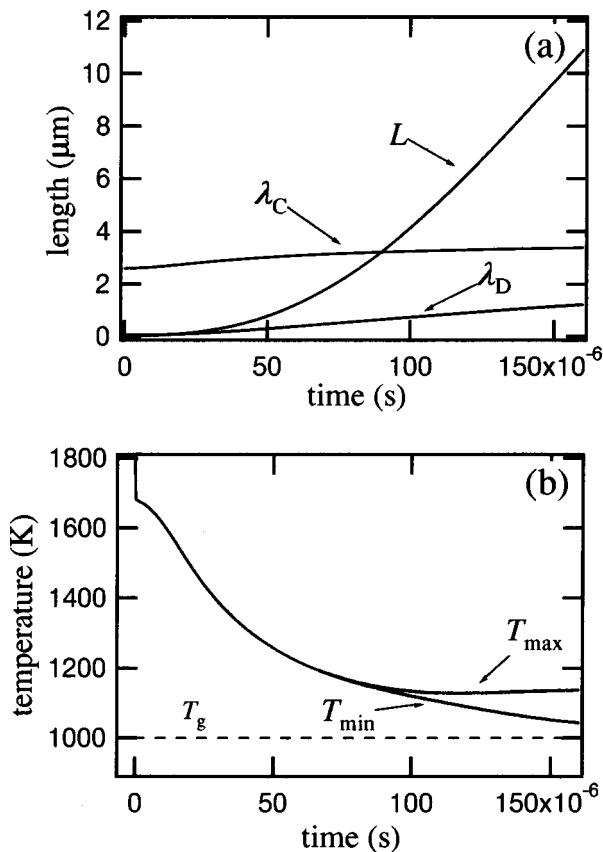 (a)
12
10
8
6
4
2
0
length (μm)
L
λC
λD
0
50
100
150x10-6
time (s)
(b)
1800
1600
1400
1200
1000
temperature (K)
Tmax
Tg
Tmin
0
50
100
150x10-6
time (s)